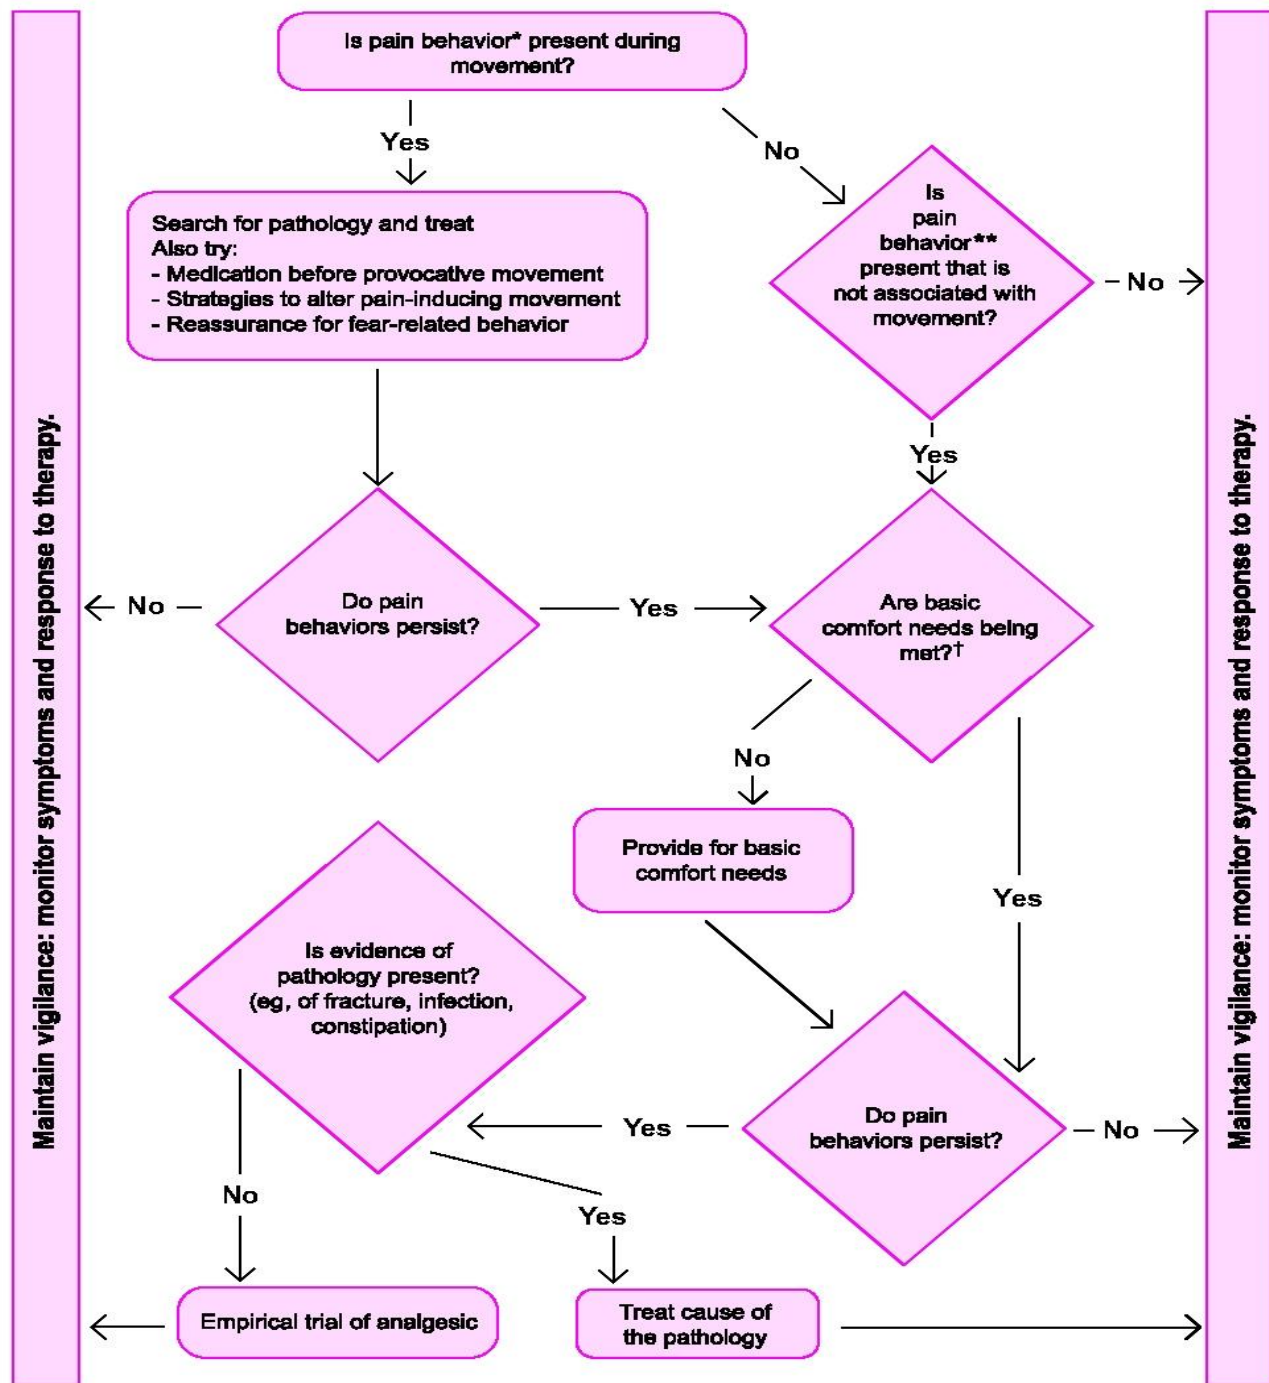 Is pain behavior* present during
movement?
Yes
No
Search for pathology and treat
Also try:
- Medication before provocative movement
- Strategies to alter pain-inducing movement
- Reassurance for fear-related behavior
Is
pain
behavior**
present that is
not associated with
movement?
No
Yes
Do pain
behaviors persist?
No
Yes
Are basic
comfort needs being
met?†
No
Yes
Provide for basic
comfort needs
Is evidence of
pathology present?
(eg, of fracture, infection,
constipation)
Do pain
behaviors persist?
Yes
No
No
Yes
Empirical trial of analgesic
Treat cause of
the pathology
Maintain vigilance: monitor symptoms and response to therapy.
Maintain vigilance: monitor symptoms and response to therapy.